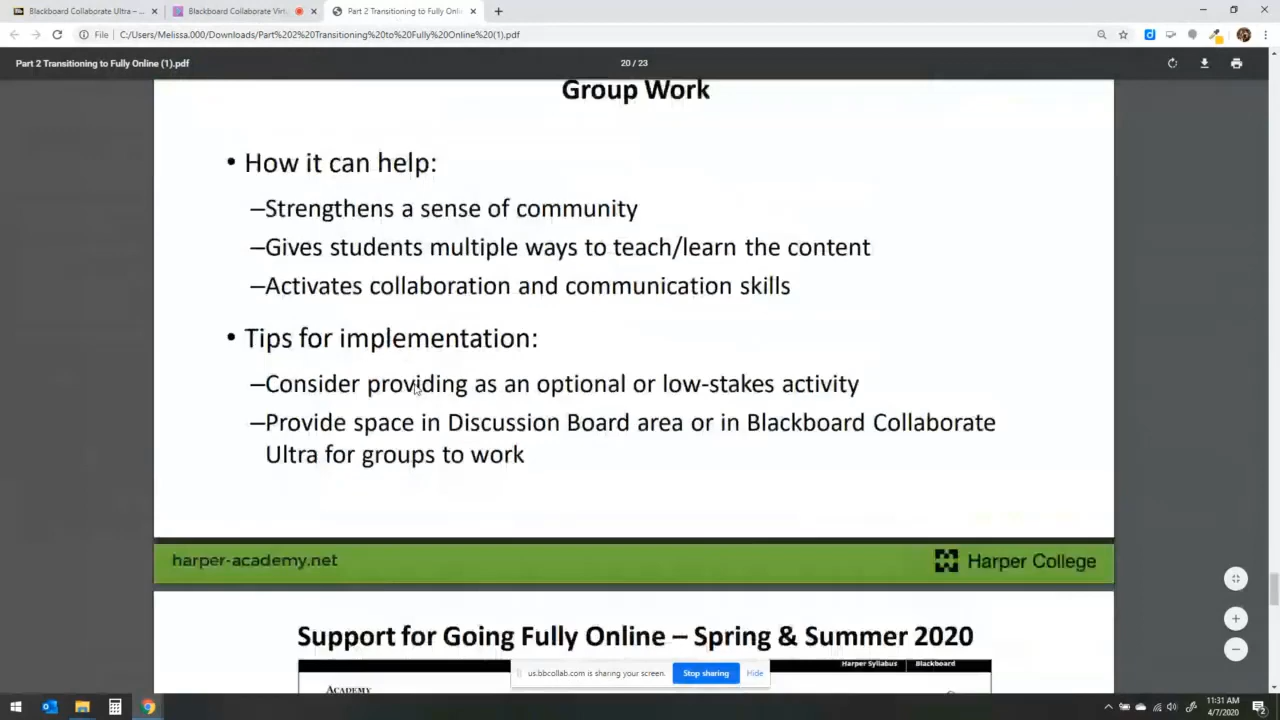 Blackboard Collaborate Ultra – ...
Blackboard Collaborate Virt
Part 2 Transitioning to Fully Onli
File
C:/Users/Melissa.000/Downloads/Part%202%20Transitioning%20to%20Fully%20Online%20(1).pdf
Part 2 Transitioning to Fully Online (1).pdf
20 / 23
Group Work
• How it can help:
–Strengthens a sense of community
–Gives students multiple ways to teach/learn the content
–Activates collaboration and communication skills
• Tips for implementation:
–Consider providing as an optional or low-stakes activity
–Provide space in Discussion Board area or in Blackboard Collaborate
Ultra for groups to work
harper-academy.net
Harper College
Support for Going Fully Online – Spring & Summer 2020
Harper Syllabus
Blackboard
us.bbcollab.com is sharing your screen.
Stop sharing
Hide
ACADEMY
11:31 AM
4/7/2020